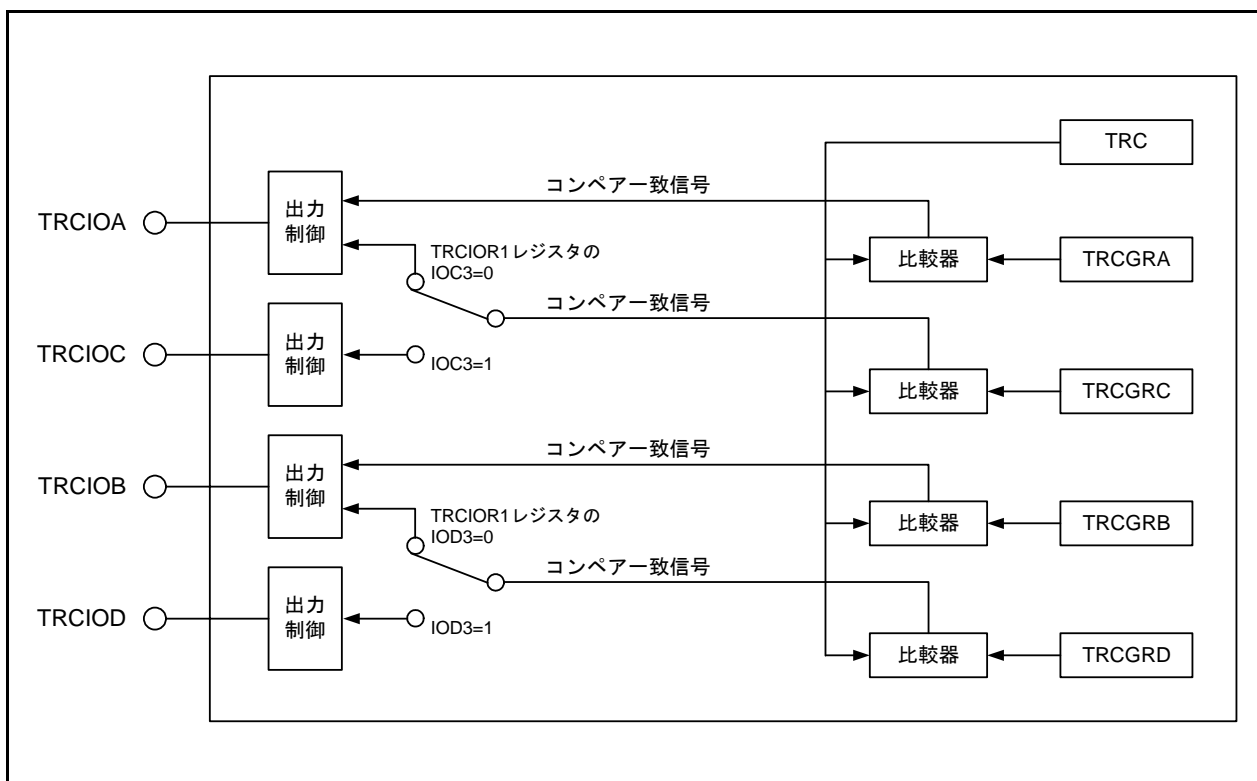 TRC
コンペア一致信号
TRCIOA
出力
制御
TRCIOR1レジスタの
IOC3=0
比較器
TRCGRA
コンペア一致信号
TRCIOC
出力
制御
IOC3=1
比較器
TRCGRC
コンペア一致信号
TRCIOB
出力
制御
TRCIOR1レジスタの
IOD3=0
比較器
TRCGRB
コンペア一致信号
TRCIOD
出力
制御
IOD3=1
比較器
TRCGRD